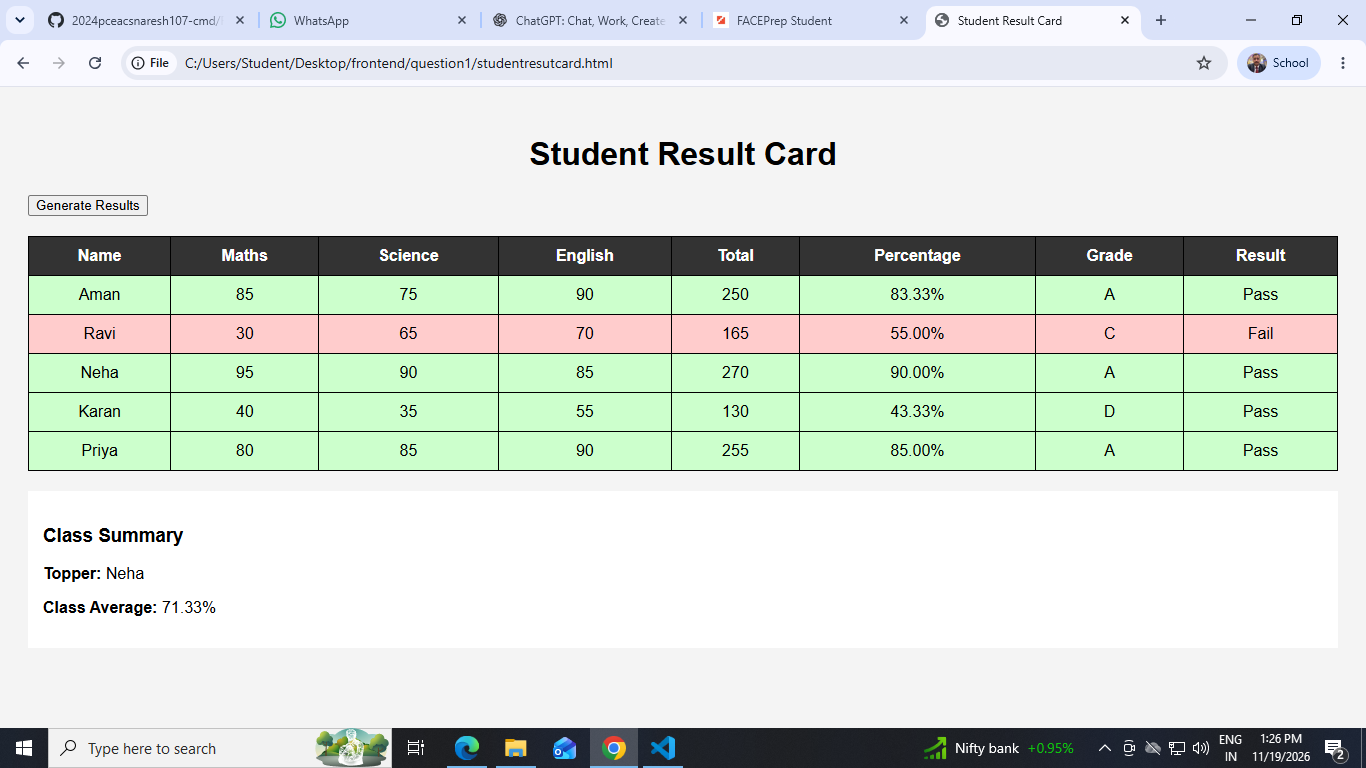 2024pceacsnaresh107-cmd/
WhatsApp
ChatGPT: Chat, Work, Create
FACEPrep Student
Student Result Card
File C:/Users/Student/Desktop/frontend/question1/studentresutcard.html School
Student Result Card
Generate Results
Name Maths Science English Total Percentage Grade Result
Aman 85 75 90 250 83.33% A Pass
Ravi 30 65 70 165 55.00% C Fail
Neha 95 90 85 270 90.00% A Pass
Karan 40 35 55 130 43.33% D Pass
Priya 80 85 90 255 85.00% A Pass
Class Summary
Topper: Neha
Class Average: 71.33%
Type here to search
Nifty bank +0.95%
ENG
IN
1:26 PM
11/19/2026
2